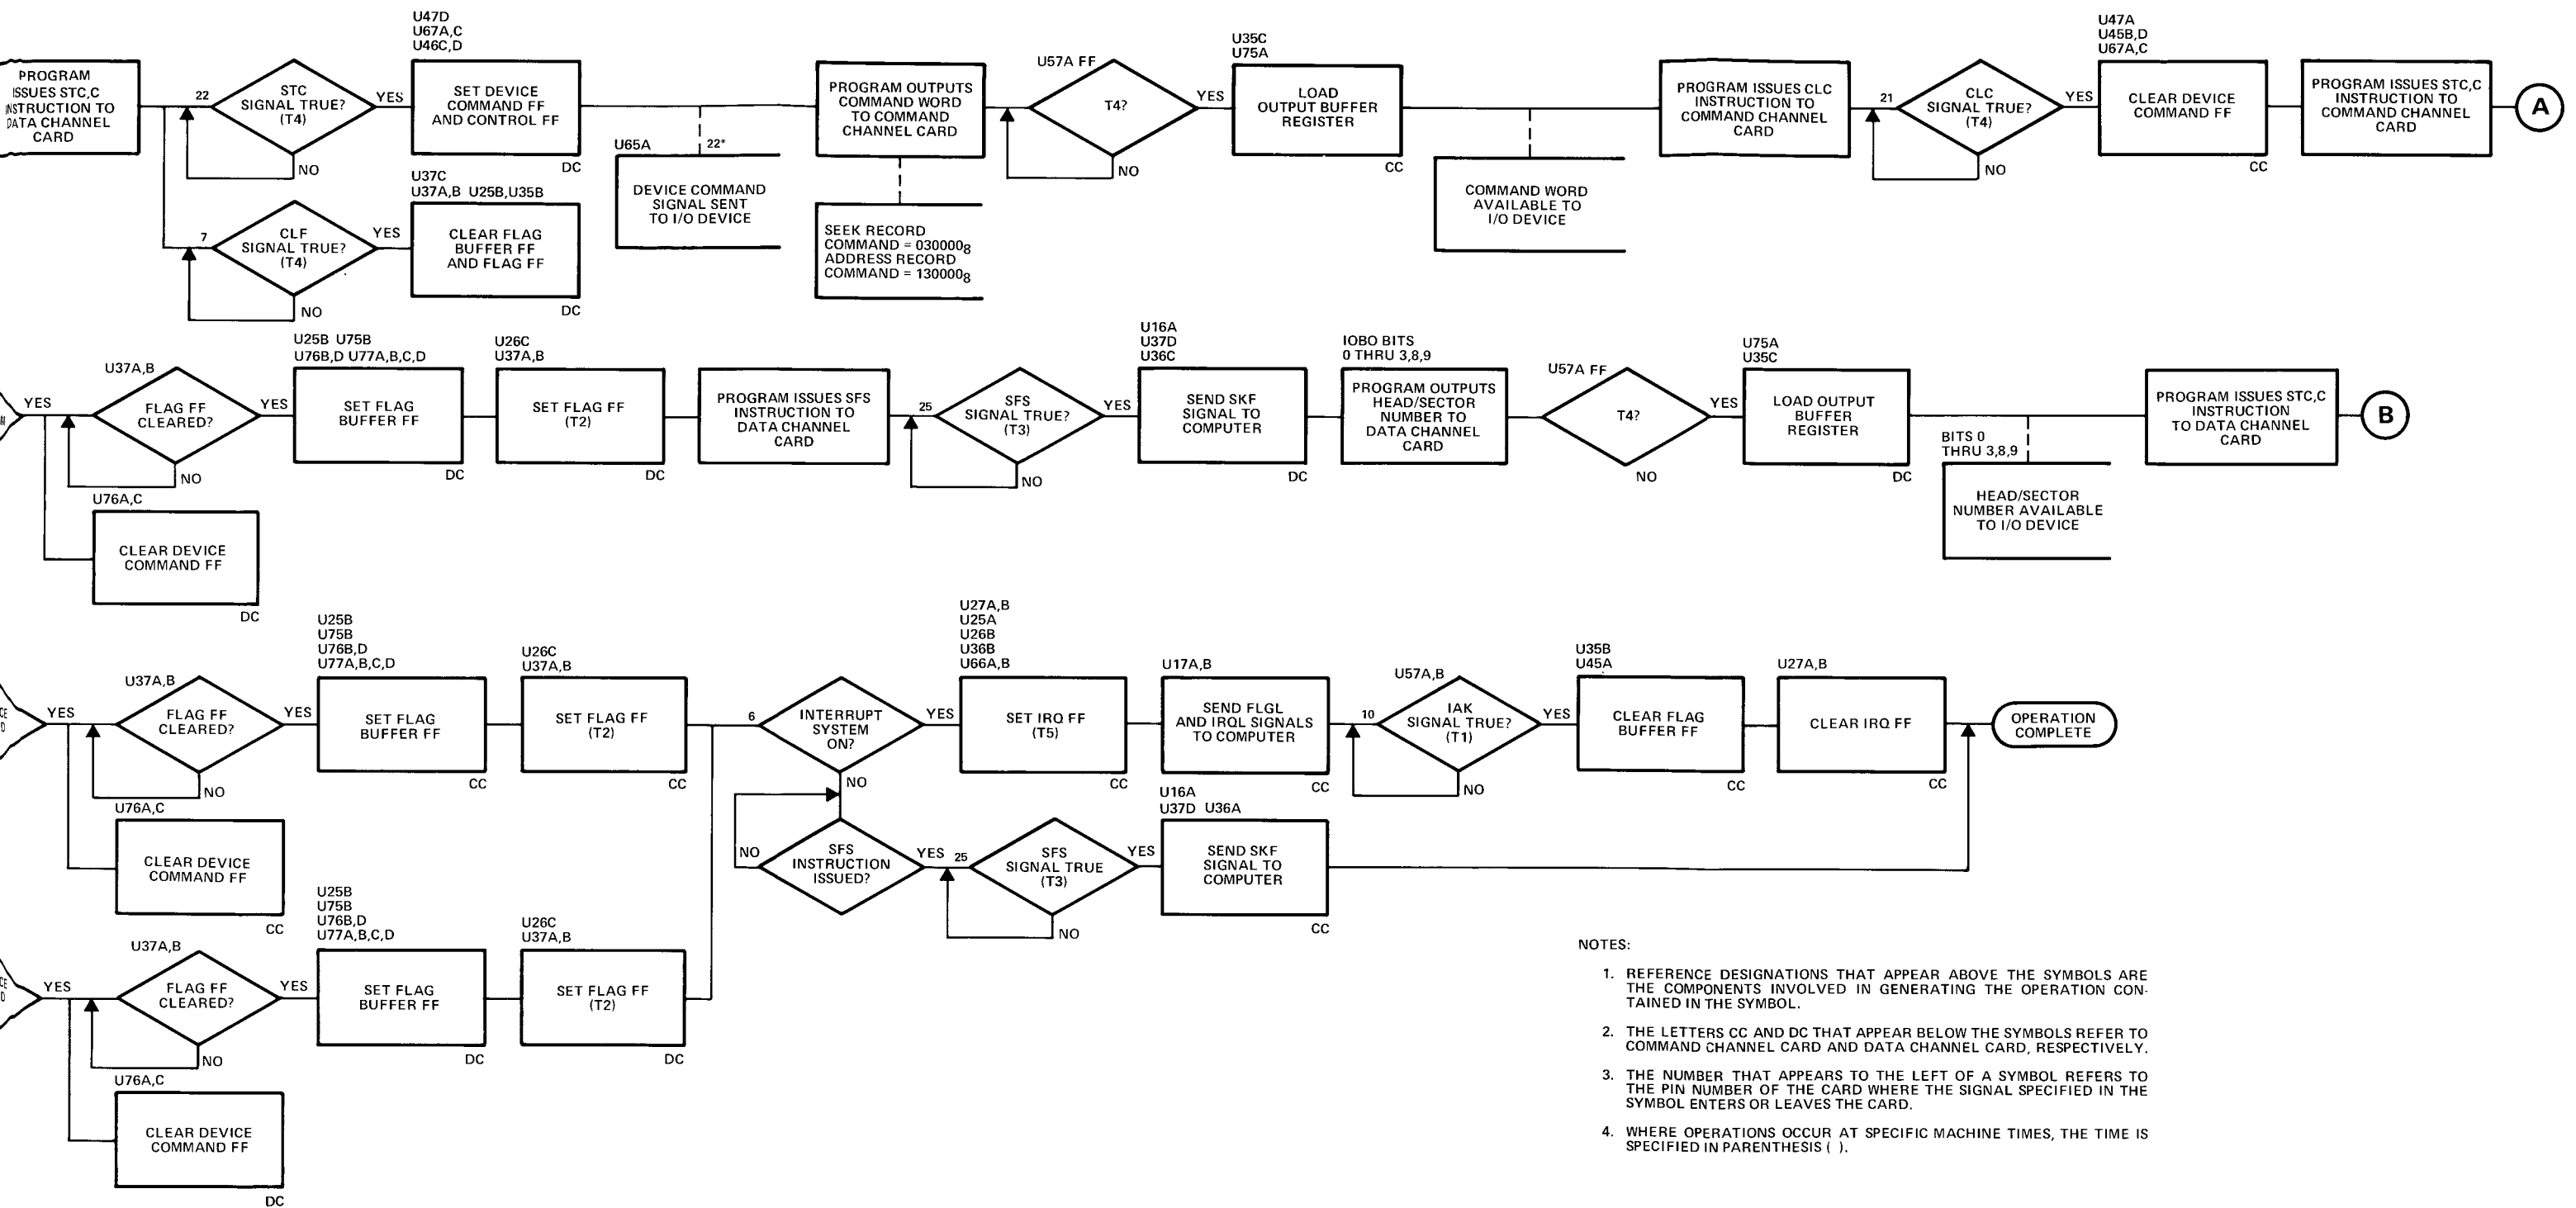 PROGRAM
ISSUES STC,C
INSTRUCTION TO
DATA CHANNEL
CARD
22
STC
SIGNAL TRUE?
(T4)
YES
NO
U47D
U67A,C
U46C,D
SET DEVICE
COMMAND FF
AND CONTROL FF
DC
7
CLF
SIGNAL TRUE?
(T4)
YES
NO
U37C
U37A,B U25B,U35B
CLEAR FLAG
BUFFER FF
AND FLAG FF
DC
U65A
22*
DEVICE COMMAND
SIGNAL SENT
TO I/O DEVICE
PROGRAM OUTPUTS
COMMAND WORD
TO COMMAND
CHANNEL CARD
SEEK RECORD
COMMAND = 030000₈
ADDRESS RECORD
COMMAND = 130000₈
U57A FF
T4?
YES
NO
U35C
U75A
LOAD
OUTPUT BUFFER
REGISTER
CC
COMMAND WORD
AVAILABLE TO
I/O DEVICE
PROGRAM ISSUES CLC
INSTRUCTION TO
COMMAND CHANNEL
CARD
21
CLC
SIGNAL TRUE?
(T4)
YES
NO
U47A
U45B,D
U67A,C
CLEAR DEVICE
COMMAND FF
CC
PROGRAM ISSUES STC,C
INSTRUCTION TO
COMMAND CHANNEL
CARD
A
YES
U37A,B
FLAG FF
CLEARED?
YES
NO
U76A,C
CLEAR DEVICE
COMMAND FF
DC
U25B U75B
U76B,D U77A,B,C,D
SET FLAG
BUFFER FF
DC
U26C
U37A,B
SET FLAG FF
(T2)
DC
PROGRAM ISSUES SFS
INSTRUCTION TO
DATA CHANNEL
CARD
25
SFS
SIGNAL TRUE?
(T3)
YES
NO
U16A
U37D
U36C
SEND SKF
SIGNAL TO
COMPUTER
DC
IOBO BITS
0 THRU 3,8,9
PROGRAM OUTPUTS
HEAD/SECTOR
NUMBER TO
DATA CHANNEL
CARD
U57A FF
T4?
YES
NO
U75A
U35C
LOAD OUTPUT
BUFFER
REGISTER
DC
BITS 0
THRU 3,8,9
HEAD/SECTOR
NUMBER AVAILABLE
TO I/O DEVICE
PROGRAM ISSUES STC,C
INSTRUCTION
TO DATA CHANNEL
CARD
B
CE
D
YES
U37A,B
FLAG FF
CLEARED?
YES
NO
U76A,C
CLEAR DEVICE
COMMAND FF
CC
U25B
U75B
U76B,D
U77A,B,C,D
SET FLAG
BUFFER FF
CC
U26C
U37A,B
SET FLAG FF
(T2)
CC
6
INTERRUPT
SYSTEM
ON?
YES
NO
U27A,B
U25A
U26B
U36B
U66A,B
SET IRQ FF
(T5)
CC
U17A,B
SEND FLGL
AND IRQL SIGNALS
TO COMPUTER
CC
10
U57A,B
IAK
SIGNAL TRUE?
(T1)
YES
NO
U35B
U45A
CLEAR FLAG
BUFFER FF
CC
U27A,B
CLEAR IRQ FF
CC
OPERATION
COMPLETE
NO
SFS
INSTRUCTION
ISSUED?
YES
25
SFS
SIGNAL TRUE
(T3)
YES
NO
U16A
U37D U36A
SEND SKF
SIGNAL TO
COMPUTER
CC
CE
D
YES
U37A,B
FLAG FF
CLEARED?
YES
NO
U76A,C
CLEAR DEVICE
COMMAND FF
DC
U25B
U75B
U76B,D
U77A,B,C,D
SET FLAG
BUFFER FF
DC
U26C
U37A,B
SET FLAG FF
(T2)
DC
NOTES:
1. REFERENCE DESIGNATIONS THAT APPEAR ABOVE THE SYMBOLS ARE
THE COMPONENTS INVOLVED IN GENERATING THE OPERATION CON-
TAINED IN THE SYMBOL.
2. THE LETTERS CC AND DC THAT APPEAR BELOW THE SYMBOLS REFER TO
COMMAND CHANNEL CARD AND DATA CHANNEL CARD, RESPECTIVELY.
3. THE NUMBER THAT APPEARS TO THE LEFT OF A SYMBOL REFERS TO
THE PIN NUMBER OF THE CARD WHERE THE SIGNAL SPECIFIED IN THE
SYMBOL ENTERS OR LEAVES THE CARD.
4. WHERE OPERATIONS OCCUR AT SPECIFIC MACHINE TIMES, THE TIME IS
SPECIFIED IN PARENTHESIS ( ).